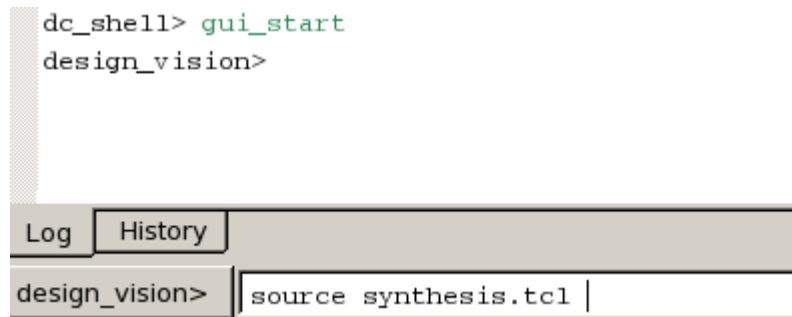 dc_shell> gui_start
design_vision>
Log History
design_vision> source synthesis.tcl